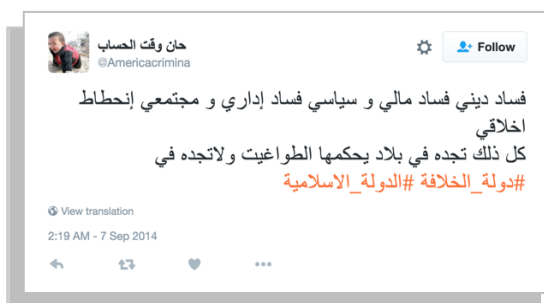 حان وقت الحساب
@Americacrimina
Follow
فساد ديني فساد مالي و سياسي فساد إداري و مجتمعي إنحطاط
اخلاقي
كل ذلك تجده في بلاد يحكمها الطواغيت ولاتجده في
#دولة_الخلافة #الدولة_الاسلامية
View translation
2:19 AM - 7 Sep 2014